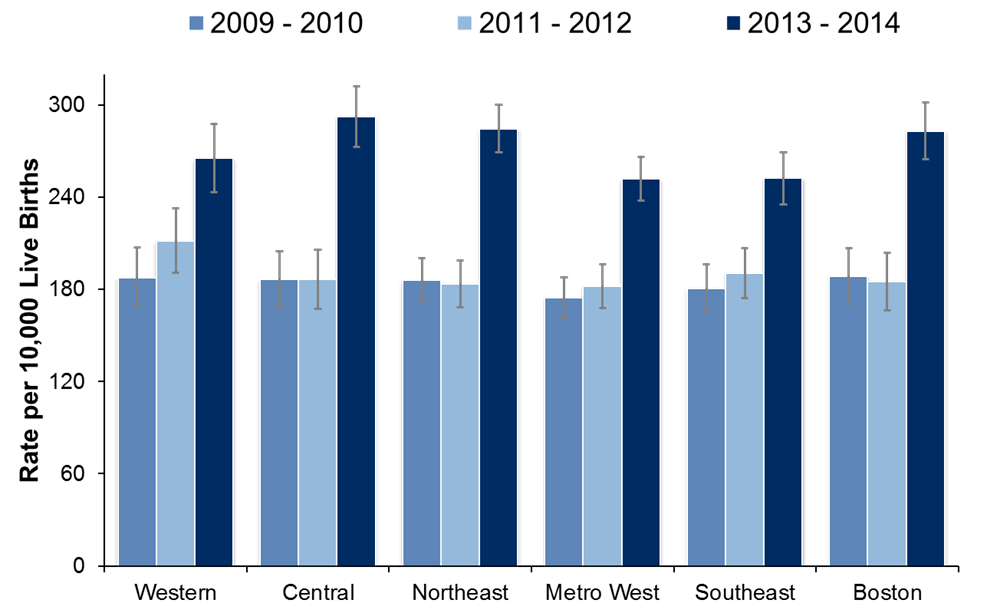 2009 - 2010 2011 - 2012 2013 - 2014
Rate per 10,000 Live Births
300
240
180
120
60
0
Western Central Northeast Metro West Southeast Boston